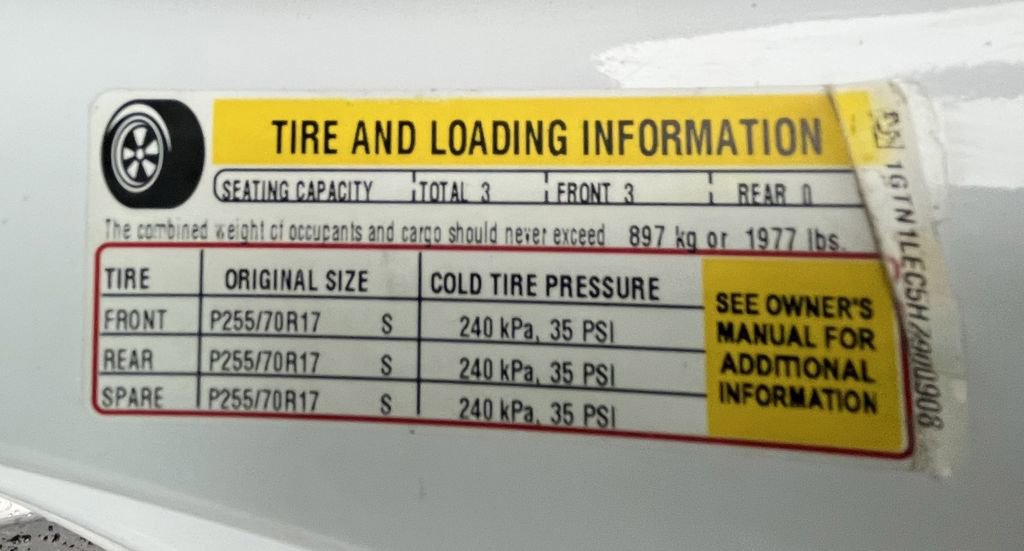 TIRE AND LOADING INFORMATION
SEATING CAPACITY TOTAL 3 FRONT 3 REAR 0
The combined weight of occupants and cargo should never exceed 897 kg or 1977 lbs.
TIRE ORIGINAL SIZE COLD TIRE PRESSURE
FRONT P255/70R17 S 240 kPa, 35 PSI
REAR P255/70R17 S 240 kPa, 35 PSI
SPARE P255/70R17 S 240 kPa, 35 PSI
SEE OWNER'S
MANUAL FOR
ADDITIONAL
INFORMATION